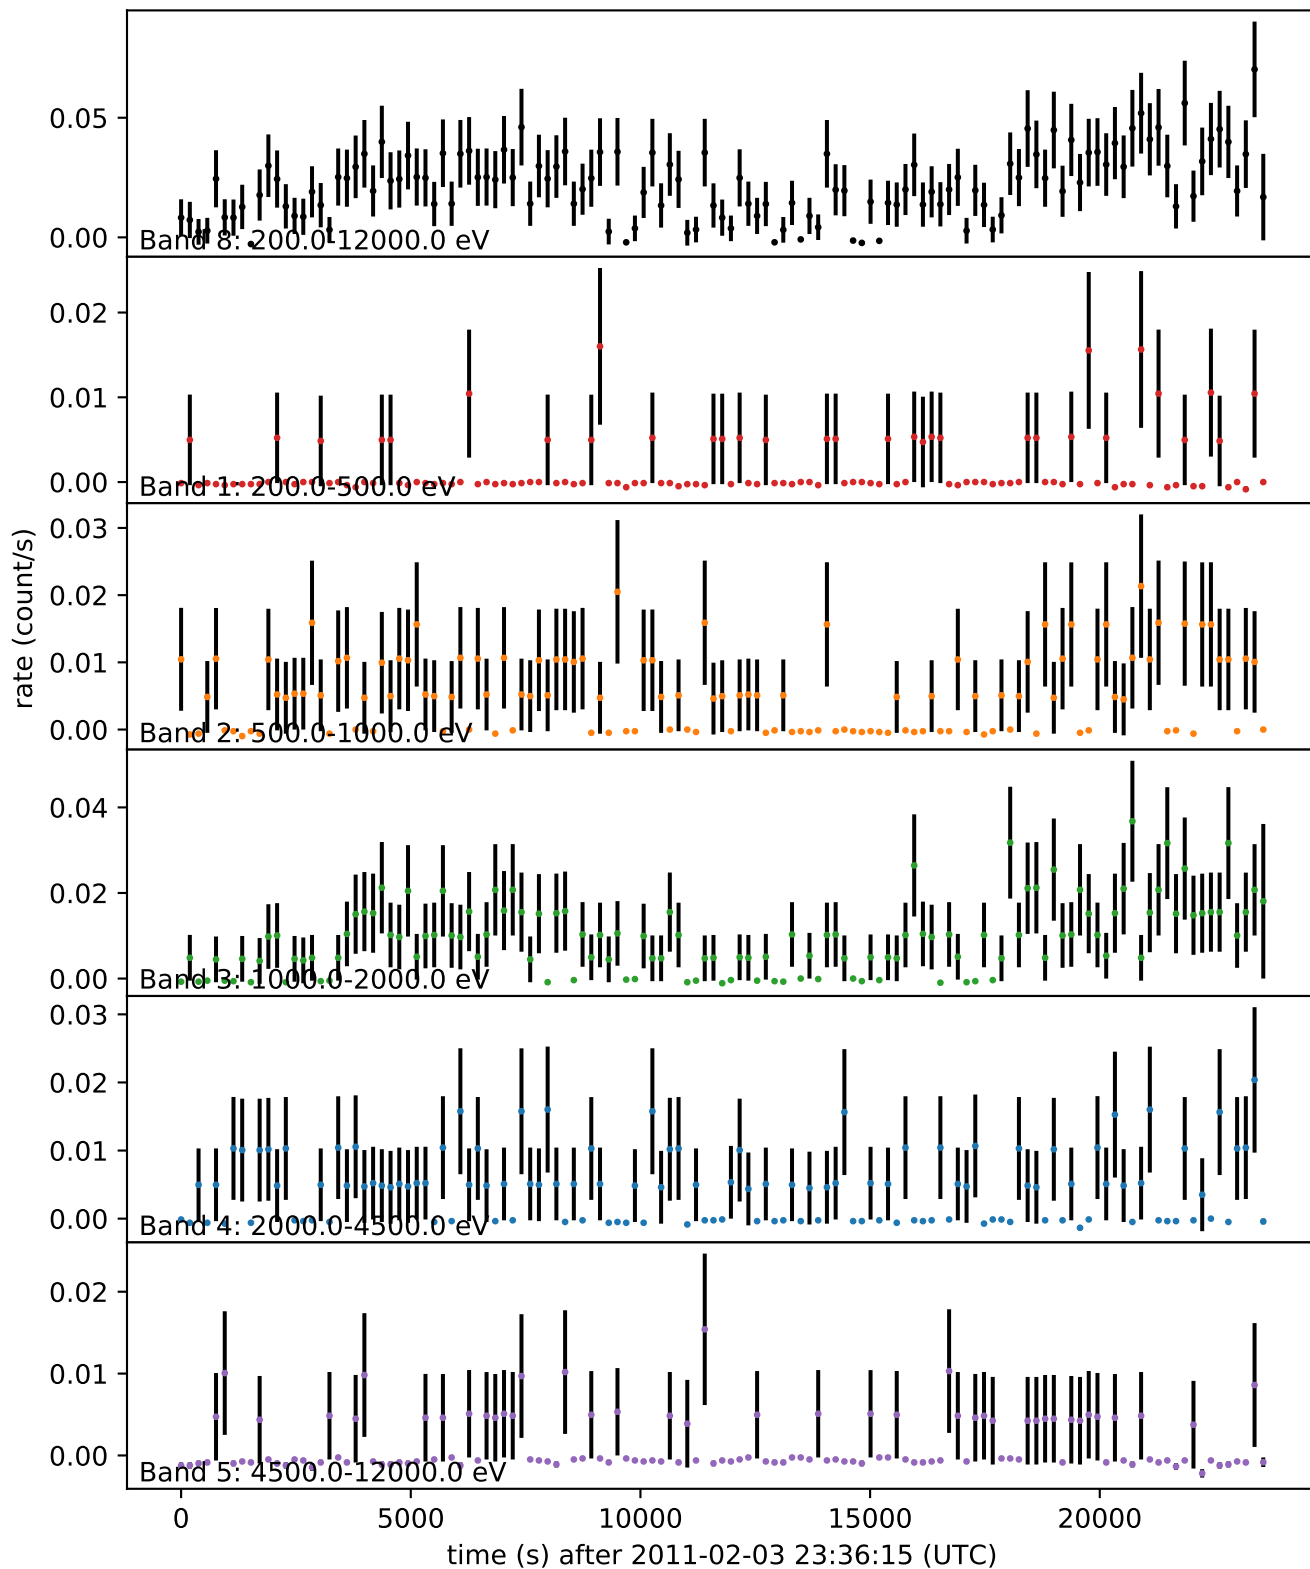 0.05
0.00
Band 8: 200.0-12000.0 eV
0.02
0.01
0.00
Band 1: 200.0-500.0 eV
rate (count/s)
0.03
0.02
0.01
0.00
Band 2: 500.0-1000.0 eV
0.04
0.02
0.00
Band 3: 1000.0-2000.0 eV
0.03
0.02
0.01
0.00
Band 4: 2000.0-4500.0 eV
0.02
0.01
0.00
Band 5: 4500.0-12000.0 eV
0 5000 10000 15000 20000
time (s) after 2011-02-03 23:36:15 (UTC)